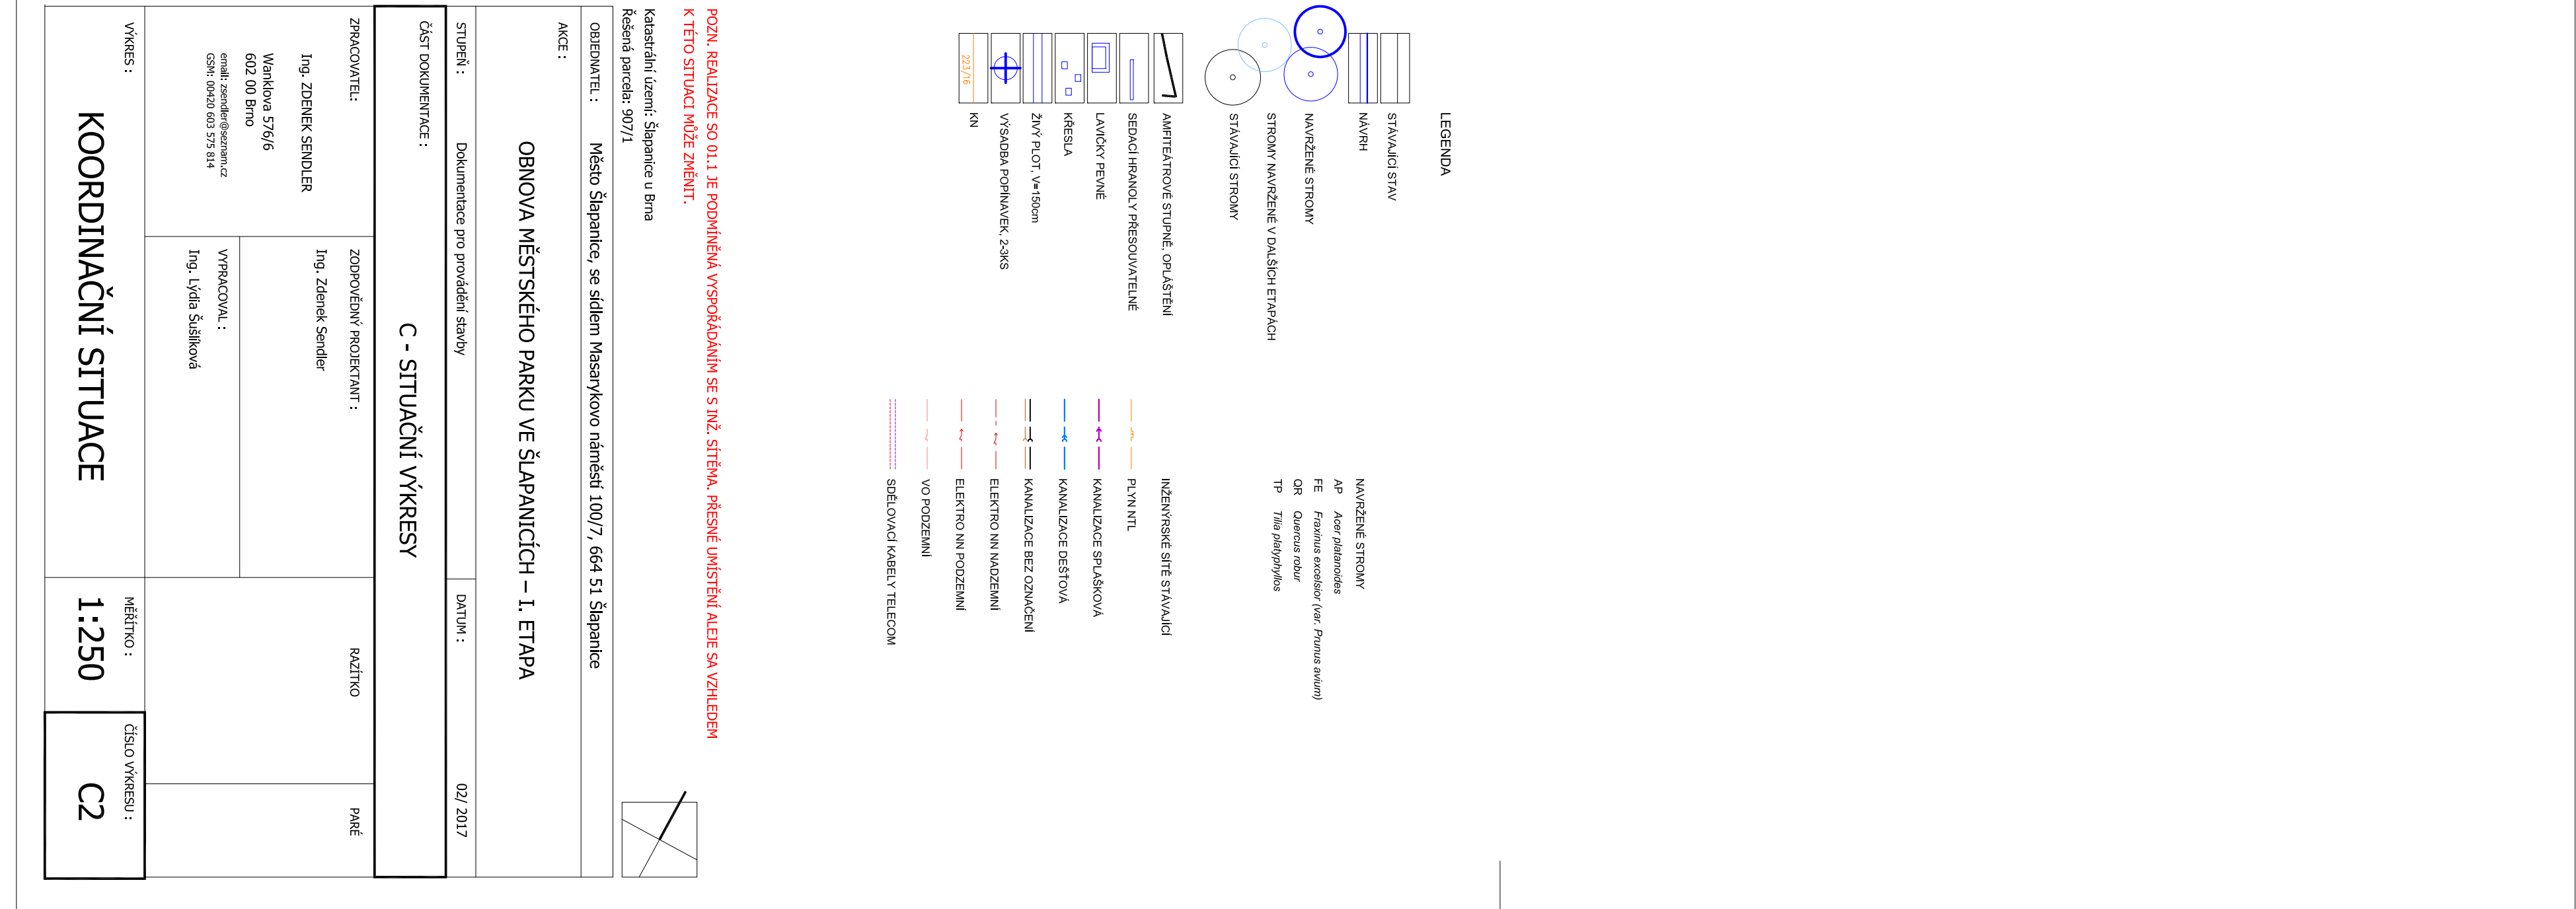 LEGENDA
STÁVAJÍCÍ STAV
NÁVRH
NAVRŽENÉ STROMY
STROMY NAVRŽENÉ V DALŠÍCH ETAPÁCH
STÁVAJÍCÍ STROMY
AMFITEÁTROVÉ STUPNĚ, OPLÁŠTĚNÍ
SEDACÍ HRANOLY PŘESOUVATELNÉ
LAVIČKY PEVNÉ
KŘESLA
ŽIVÝ PLOT, V=150cm
VÝSADBA POPÍNAVEK, 2-3KS
223/16
KN
NAVRŽENÉ STROMY
AP Acer platanoides
FE Fraxinus excelsior (var. Prunus avium)
QR Quercus robur
TP Tilia platyphyllos
INŽENÝRSKÉ SÍTĚ STÁVAJÍCÍ
PLYN NTL
KANALIZACE SPLAŠKOVÁ
KANALIZACE DEŠŤOVÁ
KANALIZACE BEZ OZNAČENÍ
ELEKTRO NN NADZEMNÍ
ELEKTRO NN PODZEMNÍ
VO PODZEMNÍ
SDĚLOVACÍ KABELY TELECOM
POZN. REALIZACE SO 01.1 JE PODMÍNĚNÁ VYSPOŘÁDÁNÍM SE S INŽ. SÍTĚMA. PŘESNÉ UMÍSTĚNÍ ALEJE SA VZHLEDEM
K TÉTO SITUACI MŮŽE ZMĚNIT.
Katastrální území: Šlapanice u Brna
Řešená parcela: 907/1
OBJEDNATEL : Město Šlapanice, se sídlem Masarykovo náměstí 100/7, 664 51 Šlapanice
AKCE :
OBNOVA MĚSTSKÉHO PARKU VE ŠLAPANICÍCH – I. ETAPA
STUPEŇ : Dokumentace pro provádění stavby
DATUM : 02/ 2017
ČÁST DOKUMENTACE :
C - SITUAČNÍ VÝKRESY
ZPRACOVATEL:
Ing. ZDENEK SENDLER
Wanklova 576/6
602 00 Brno
email: zsendler@seznam.cz
GSM: 00420 603 575 814
ZODPOVĚDNÝ PROJEKTANT :
Ing. Zdenek Sendler
VYPRACOVAL :
Ing. Lýdia Šušlíková
RAZÍTKO
PARÉ
VÝKRES :
KOORDINAČNÍ SITUACE
MĚŘÍTKO :
1:250
ČÍSLO VÝKRESU :
C2